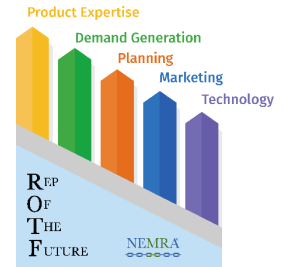 Product Expertise
Demand Generation
Planning
Marketing
Technology
REP
OF
THE
FUTURE
NEMRA